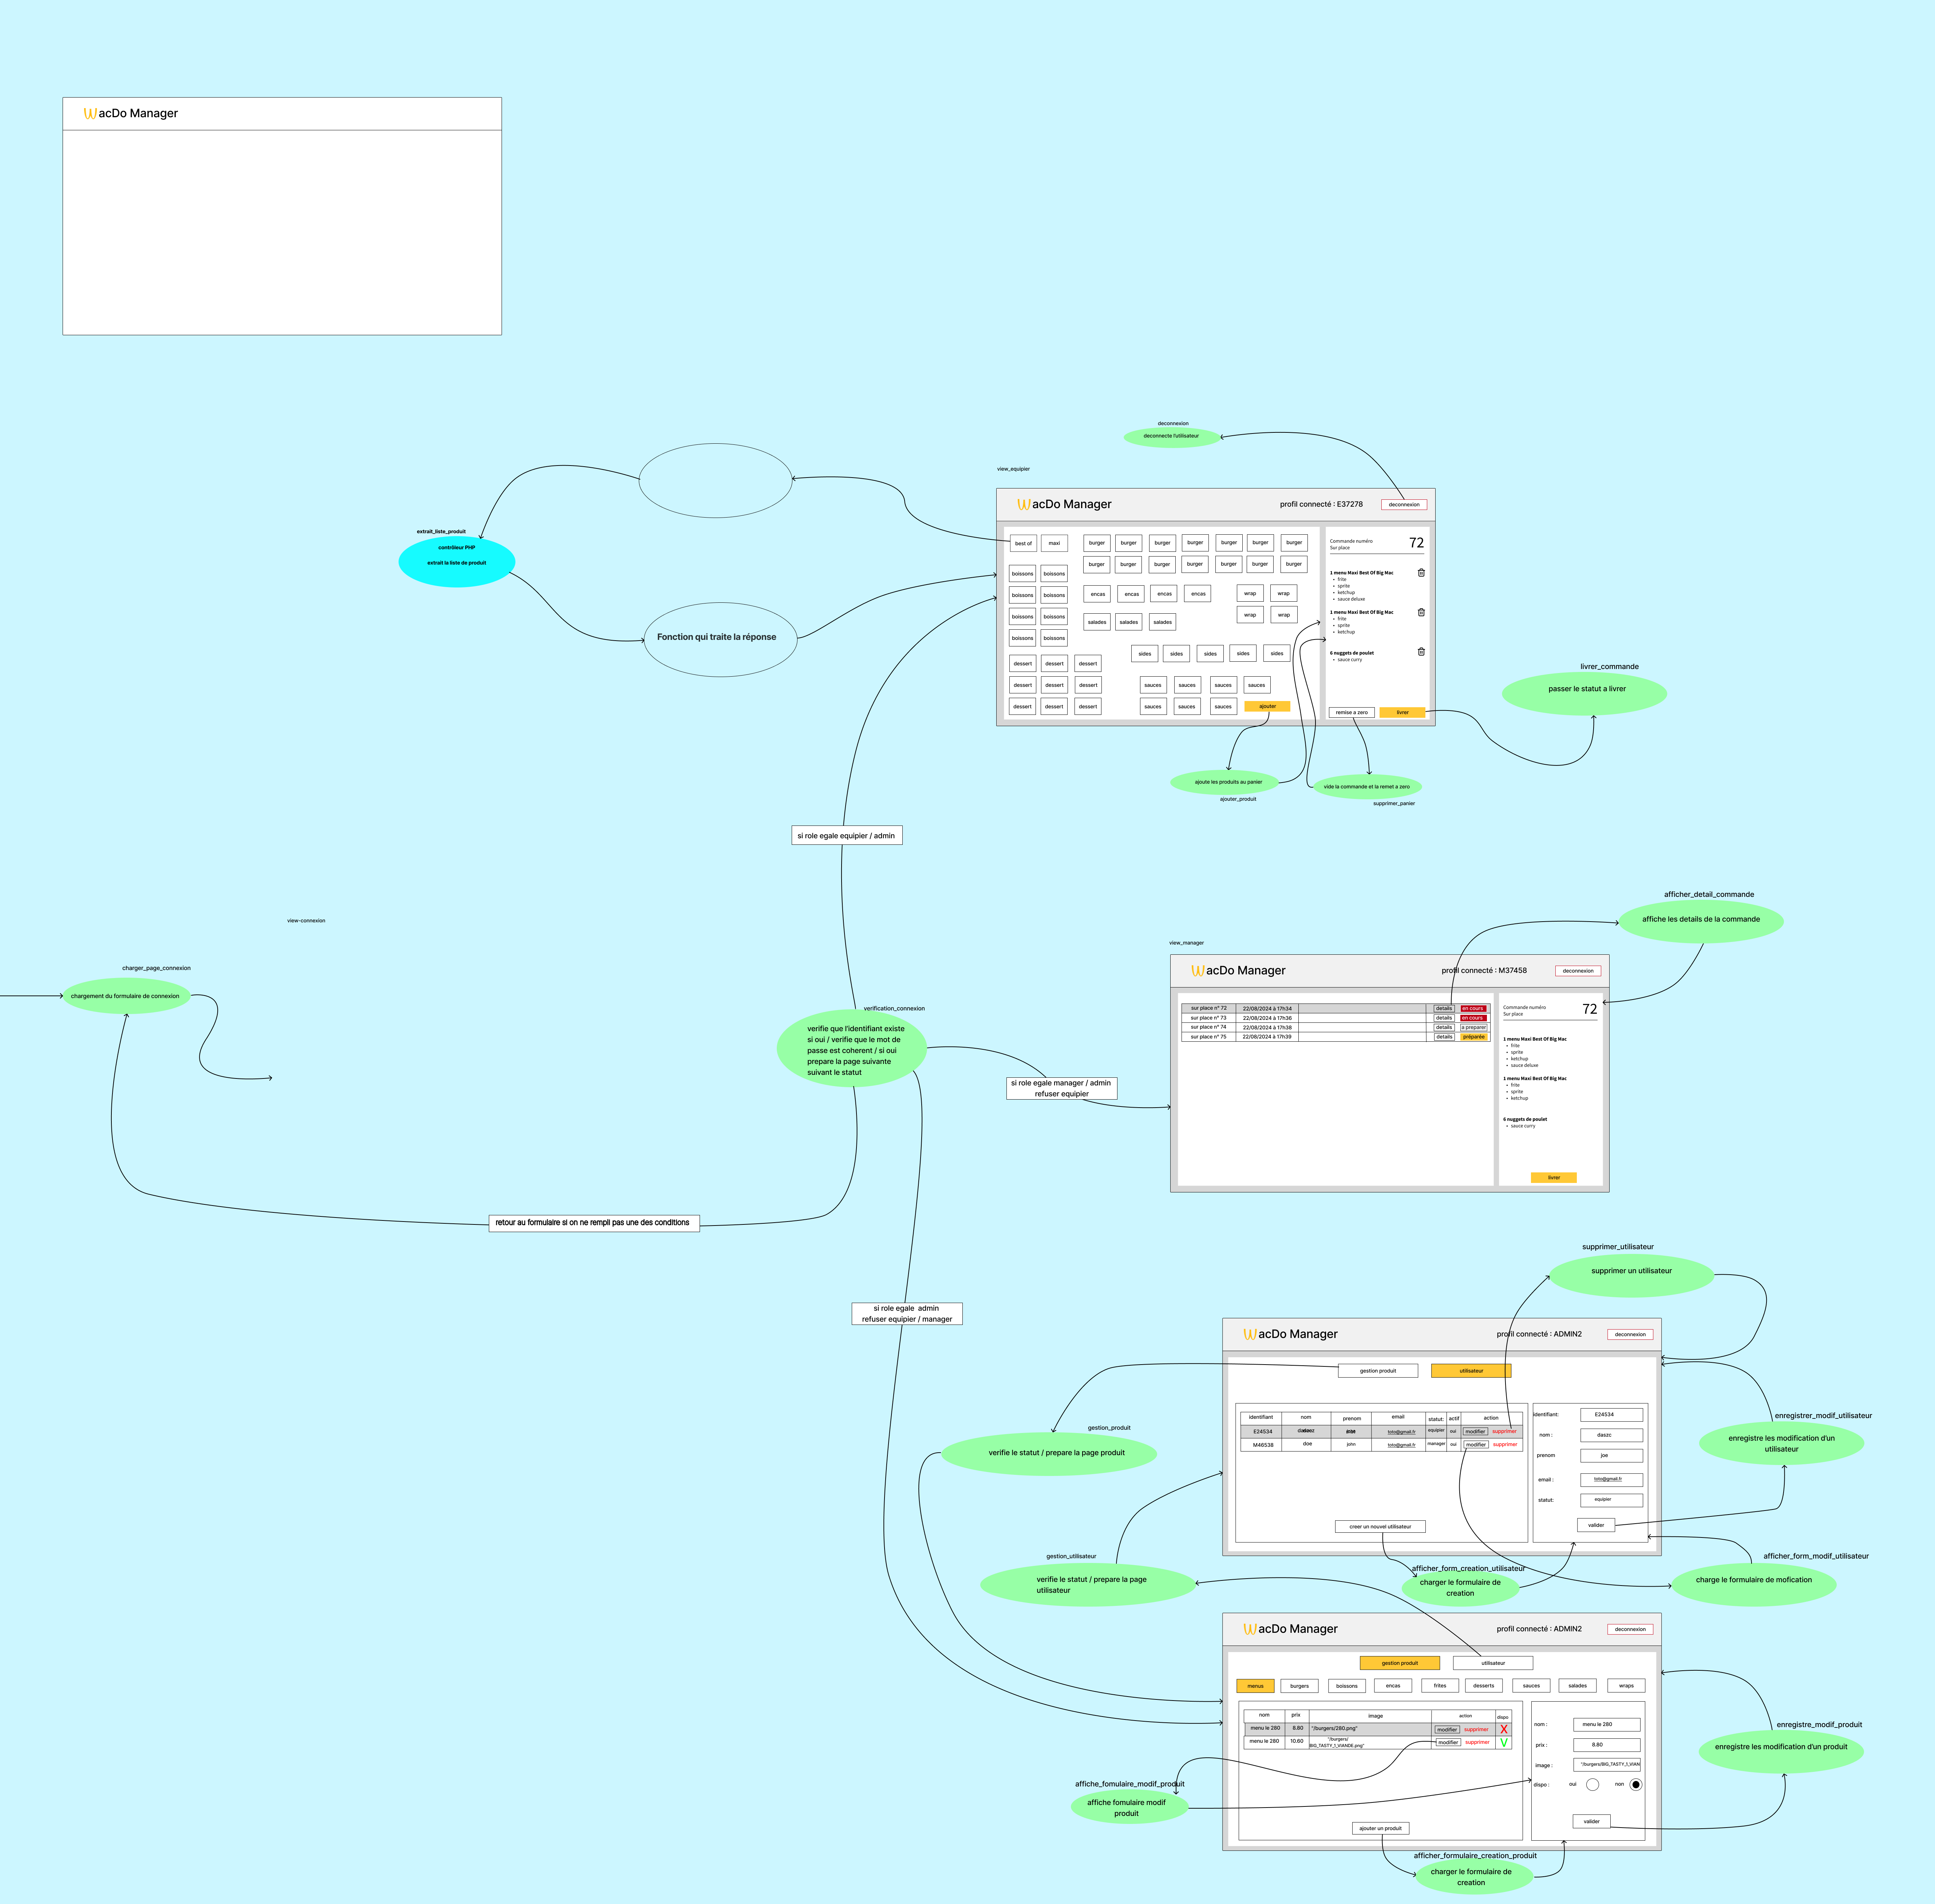 WacDo Manager
deconnexion
deconnecte l'utilisateur
view_equipier
WacDo Manager
profil connecté : E37278
deconnexion
extrait_liste_produit
contrôleur PHP
extrait la liste de produit
Fonction qui traite la réponse
best of
maxi
burger
burger
burger
burger
burger
burger
burger
burger
burger
burger
burger
burger
burger
burger
boissons
boissons
boissons
boissons
boissons
boissons
boissons
boissons
encas
encas
encas
encas
wrap
wrap
wrap
wrap
salades
salades
salades
sides
sides
sides
sides
sides
dessert
dessert
dessert
dessert
dessert
dessert
dessert
dessert
dessert
sauces
sauces
sauces
sauces
sauces
sauces
sauces
ajouter
Commande numéro
Sur place
72
1 menu Maxi Best Of Big Mac
frite
sprite
ketchup
sauce deluxe
1 menu Maxi Best Of Big Mac
frite
sprite
ketchup
6 nuggets de poulet
sauce curry
remise a zero
livrer
livrer_commande
passer le statut a livrer
ajoute les produits au panier
ajouter_produit
vide la commande et la remet a zero
supprimer_panier
si role egale equipier / admin
view-connexion
charger_page_connexion
chargement du formulaire de connexion
verification_connexion
verifie que l'identifiant existe
si oui / verifie que le mot de
passe est coherent / si oui
prepare la page suivante
suivant le statut
si role egale manager / admin
refuser equipier
retour au formulaire si on ne rempli pas une des conditions
si role egale  admin
refuser equipier / manager
afficher_detail_commande
affiche les details de la commande
view_manager
WacDo Manager
profil connecté : M37458
deconnexion
sur place n° 72
22/08/2024 à 17h34
details
en cours
sur place n° 73
22/08/2024 à 17h36
details
en cours
sur place n° 74
22/08/2024 à 17h38
details
a preparer
sur place n° 75
22/08/2024 à 17h39
details
préparée
Commande numéro
Sur place
72
1 menu Maxi Best Of Big Mac
frite
sprite
ketchup
sauce deluxe
1 menu Maxi Best Of Big Mac
frite
sprite
ketchup
6 nuggets de poulet
sauce curry
livrer
supprimer_utilisateur
supprimer un utilisateur
WacDo Manager
profil connecté : ADMIN2
deconnexion
gestion produit
utilisateur
identifiant
nom
prenom
email
statut:
actif
action
E24534
toto@gmail.fr
equipier
oui
modifier
supprimer
M46538
doe
john
toto@gmail.fr
manager
oui
modifier
supprimer
creer un nouvel utilisateur
identifiant:
E24534
nom :
daszc
prenom
joe
email :
toto@gmail.fr
statut:
equipier
valider
enregistrer_modif_utilisateur
enregistre les modification d'un
utilisateur
gestion_produit
verifie le statut / prepare la page produit
gestion_utilisateur
verifie le statut / prepare la page
utilisateur
afficher_form_creation_utilisateur
charger le formulaire de
creation
afficher_form_modif_utilisateur
charge le formulaire de mofication
WacDo Manager
profil connecté : ADMIN2
deconnexion
gestion produit
utilisateur
menus
burgers
boissons
encas
frites
desserts
sauces
salades
wraps
nom
prix
image
action
dispo
menu le 280
8.80
"/burgers/280.png"
modifier
supprimer
X
menu le 280
10.60
"/burgers/
BIG_TASTY_1_VIANDE.png"
modifier
supprimer
V
ajouter un produit
nom :
menu le 280
prix :
8.80
image :
"/burgers/BIG_TASTY_1_VIAN
dispo :
oui
non
valider
enregistre_modif_produit
enregistre les modification d'un produit
affiche_fomulaire_modif_produit
affiche fomulaire modif
produit
afficher_formulaire_creation_produit
charger le formulaire de
creation